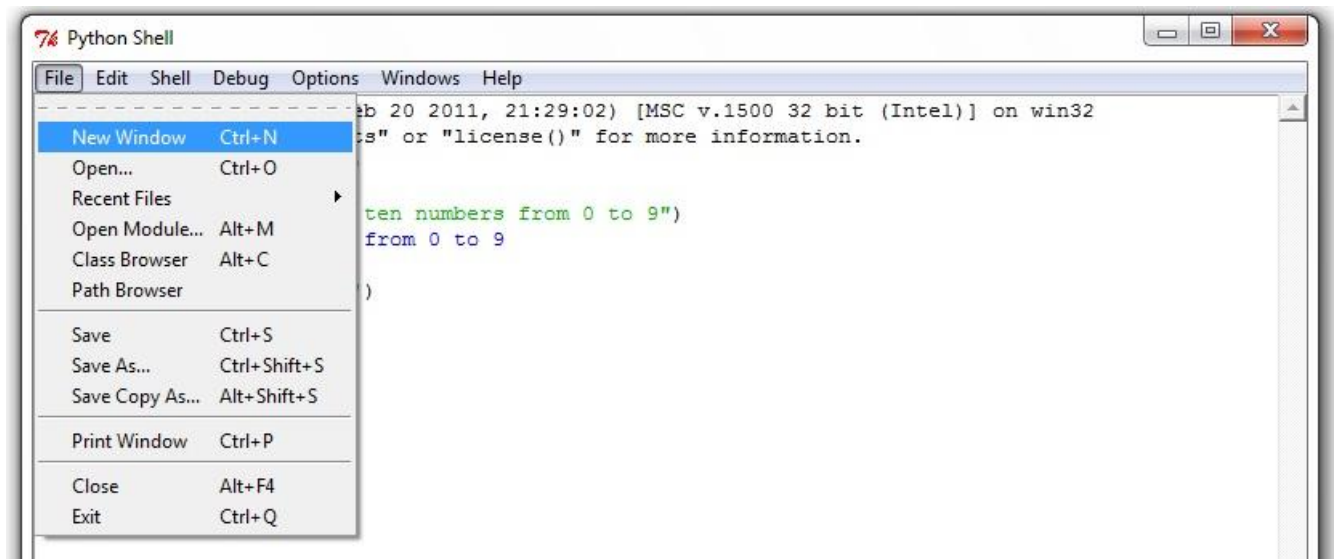 Python Shell
File Edit Shell Debug Options Windows Help
eb 20 2011, 21:29:02) [MSC v.1500 32 bit (Intel)] on win32
New Window Ctrl+N
s" or "license()" for more information.
Open... Ctrl+O
Recent Files
ten numbers from 0 to 9")
Open Module... Alt+M
from 0 to 9
Class Browser Alt+C
Path Browser
)
Save Ctrl+S
Save As... Ctrl+Shift+S
Save Copy As... Alt+Shift+S
Print Window Ctrl+P
Close Alt+F4
Exit Ctrl+Q